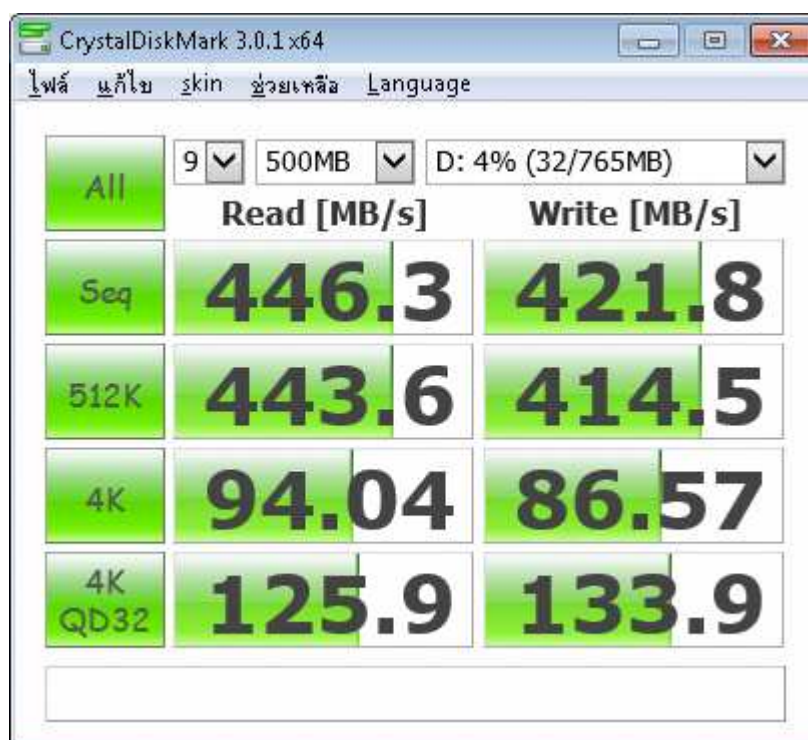 CrystalDiskMark 3.0.1 x64
ไฟล์ แก้ไข skin ช่วยเหลือ Language
All 9 500MB D: 4% (32/765MB)
Read [MB/s] Write [MB/s]
Seq 446.3 421.8
512K 443.6 414.5
4K 94.04 86.57
4K
QD32 125.9 133.9